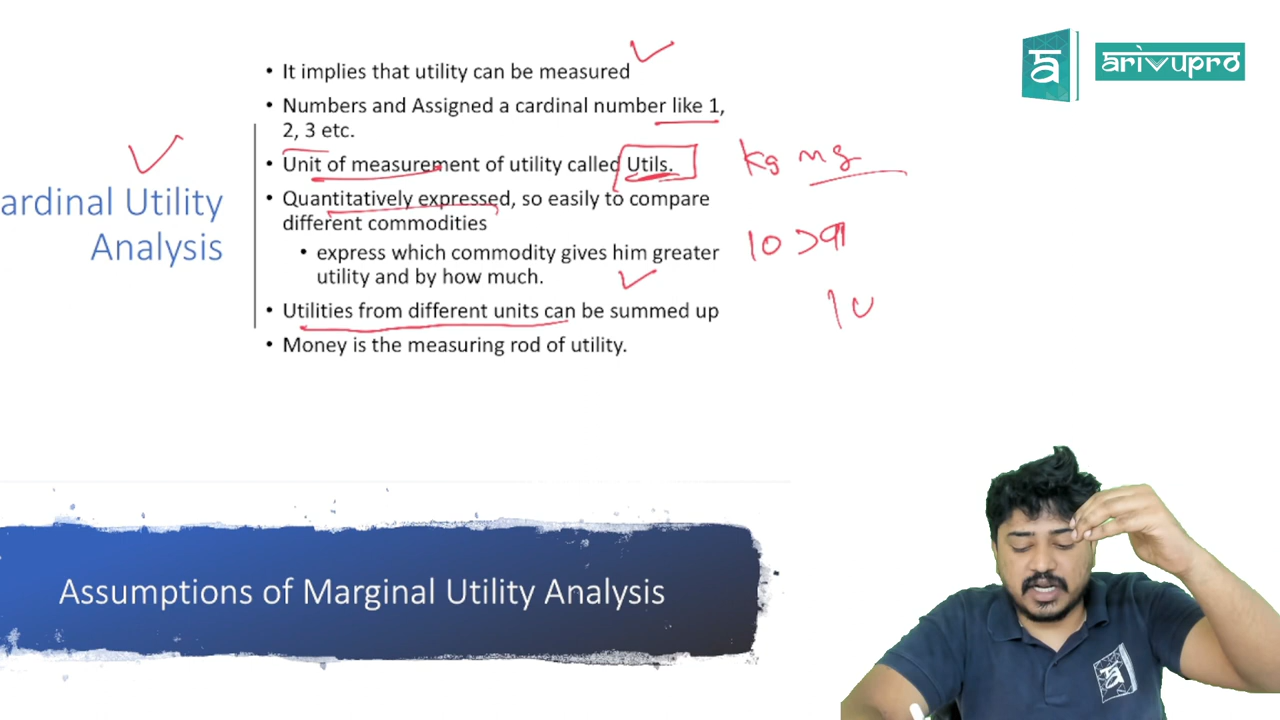 arivupro
• It implies that utility can be measured
• Numbers and Assigned a cardinal number like 1,
2, 3 etc.
• Unit of measurement of utility called Utils.
kg mg
ardinal Utility
Analysis
• Quantitatively expressed, so easily to compare
different commodities
10 > 9
• express which commodity gives him greater
utility and by how much.
• Utilities from different units can be summed up
10
• Money is the measuring rod of utility.
Assumptions of Marginal Utility Analysis